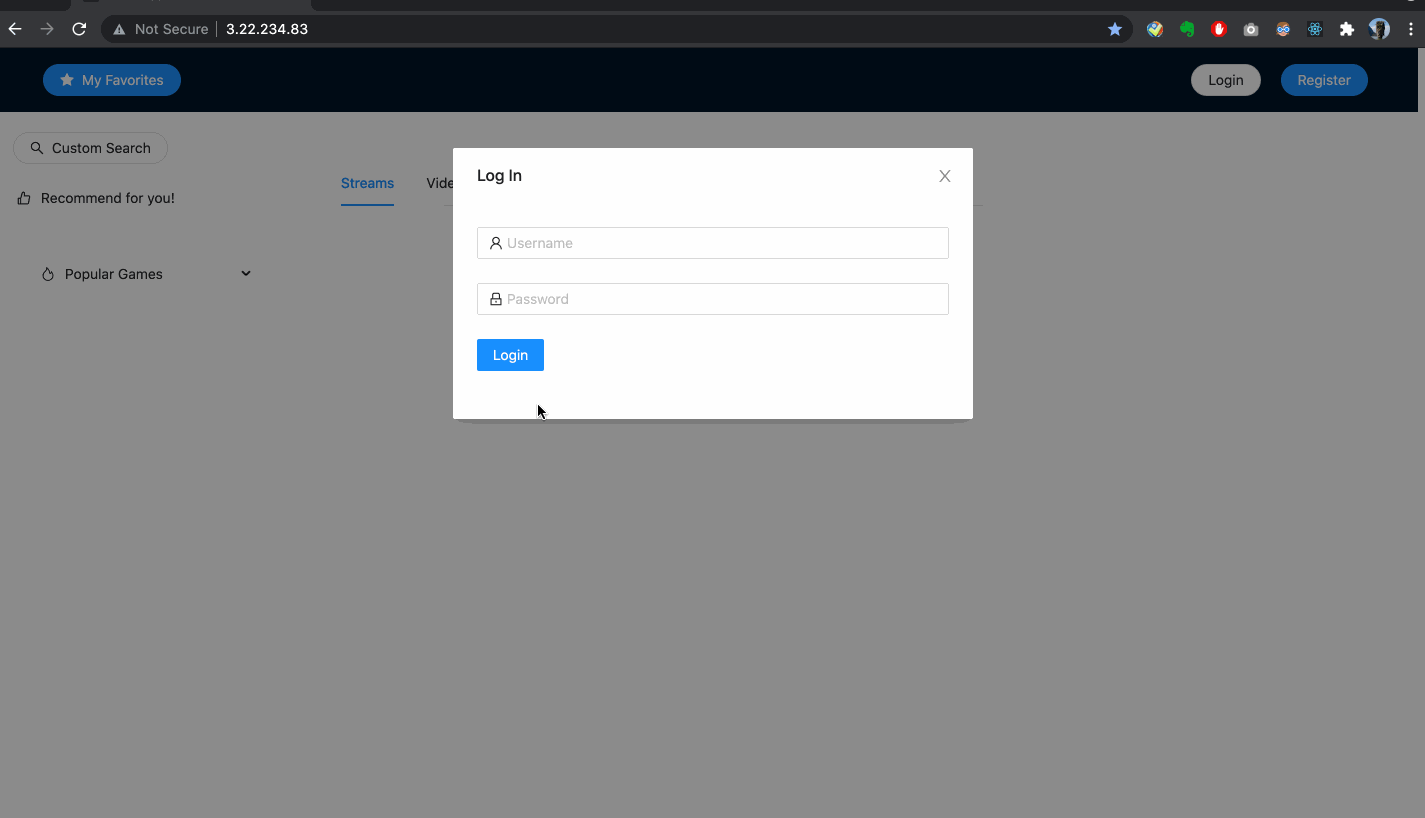 Not Secure
3.22.234.83
My Favorites
Login
Register
Custom Search
Recommend for you!
Popular Games
Streams
Vide
Log In
Username
Password
Login